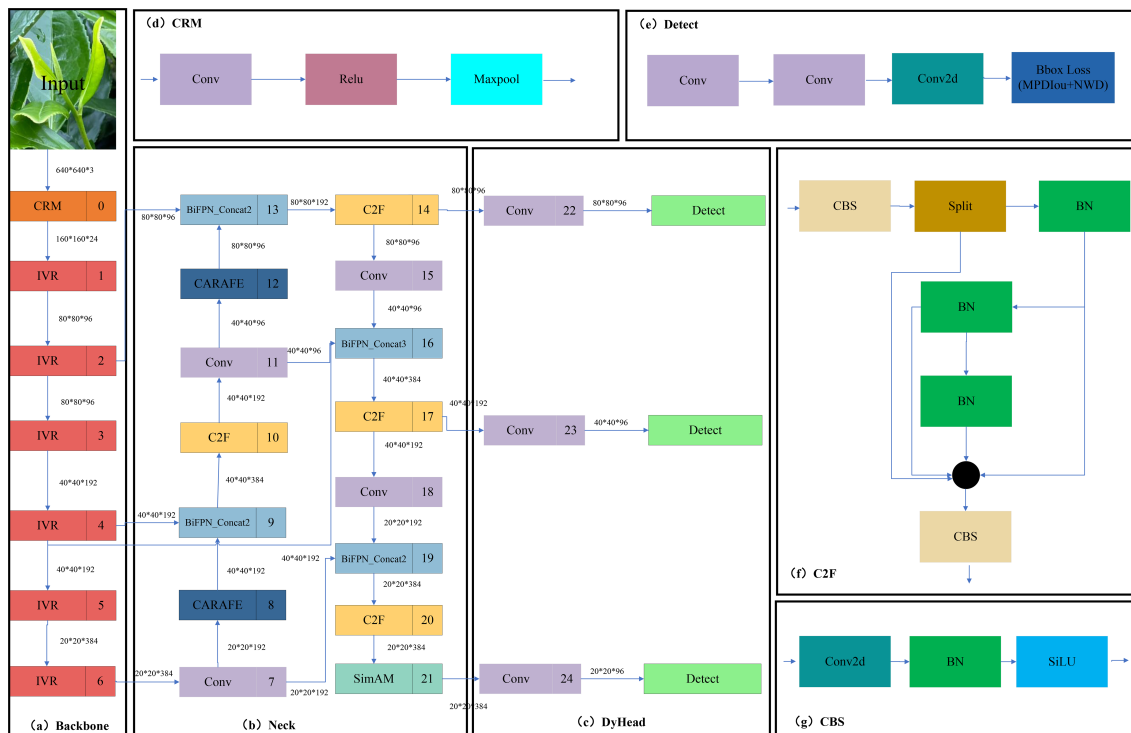 Input
640*640*3
CRM 0
160*160*24
IVR 1
80*80*96
IVR 2
80*80*96
IVR 3
40*40*192
IVR 4
40*40*192
IVR 5
20*20*384
IVR 6
(a) Backbone
80*80*96
BiFPN_Concat2 13
80*80*192
C2F 14
80*80*96
80*80*96
CARAFE 12
Conv 15
40*40*96
40*40*96
Conv 11
40*40*96
BiFPN_Concat3 16
40*40*192
40*40*384
C2F 10
C2F 17
40*40*192
40*40*384
40*40*192
Conv 18
40*40*192
BiFPN_Concat2 9
20*20*192
40*40*192
40*40*192
BiFPN_Concat2 19
20*20*384
CARAFE 8
C2F 20
20*20*192
20*20*384
20*20*384
Conv 7
20*20*192
SimAM 21
20*20*384
(b) Neck
80*80*96
Conv 22
80*80*96
Detect
Conv 23
40*40*96
Detect
Conv 24
20*20*96
Detect
(c) DyHead
(d) CRM
Conv
Relu
Maxpool
(e) Detect
Conv
Conv
Conv2d
Bbox Loss
(MPDIou+NWD)
CBS
Split
BN
BN
BN
CBS
(f) C2F
Conv2d
BN
SiLU
(g) CBS